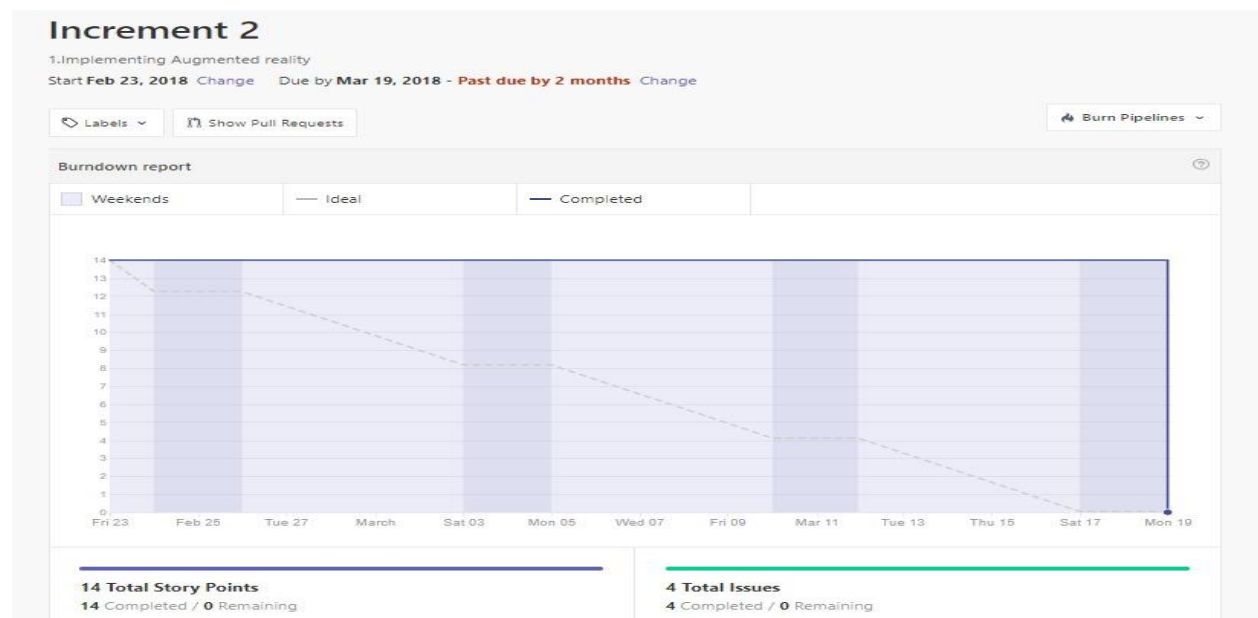 Increment 2
1.Implementing Augmented reality
Start Feb 23, 2018 Change Due by Mar 19, 2018 - Past due by 2 months Change
Labels Show Pull Requests Burn Pipelines
Burndown report
Weekends Ideal Completed
14
13
12
11
10
9
8
7
6
5
4
3
2
1
0
Fri 23 Feb 25 Tue 27 March Sat 03 Mon 05 Wed 07 Fri 09 Mar 11 Tue 13 Thu 15 Sat 17 Mon 19
14 Total Story Points 4 Total Issues
14 Completed / 0 Remaining 4 Completed / 0 Remaining